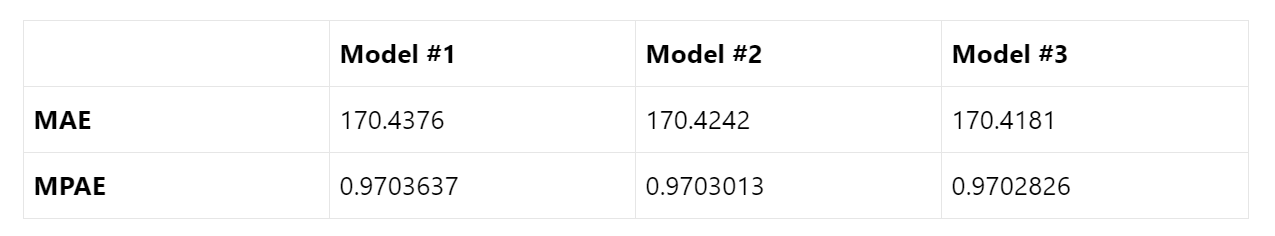 Model #1 Model #2 Model #3
MAE 170.4376 170.4242 170.4181
MPAE 0.9703637 0.9703013 0.9702826